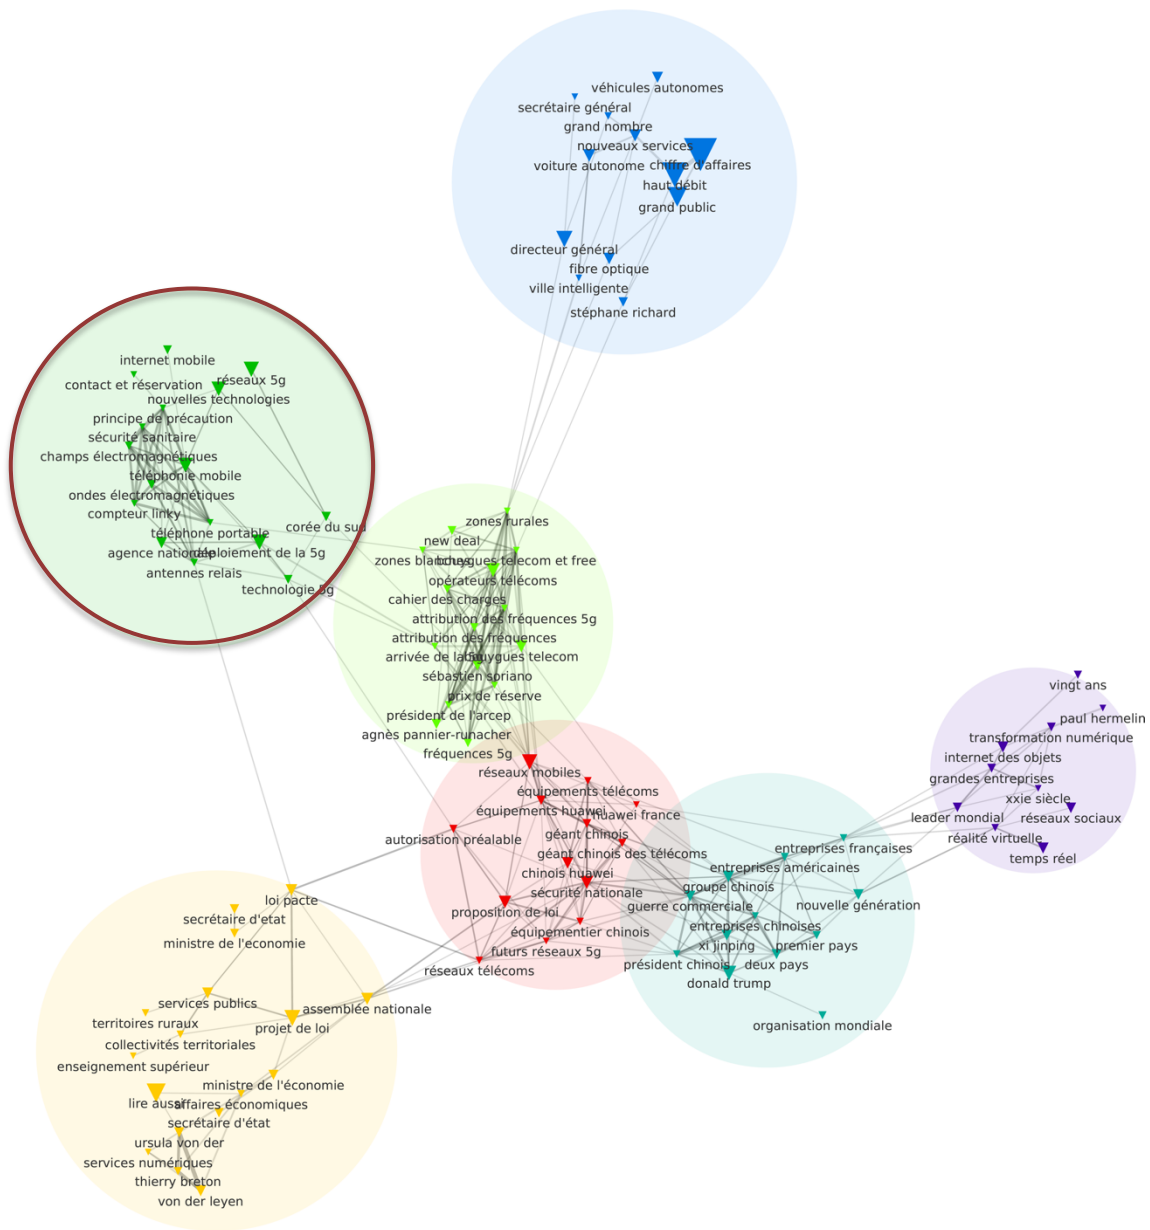 véhicules autonomes
secrétaire général
grand nombre
nouveaux services
voiture autonome
chiffre d'affaires
haut débit
grand public
directeur général
fibre optique
ville intelligente
stéphane richard
internet mobile
réseaux 5g
contact et réservation
nouvelles technologies
principe de précaution
sécurité sanitaire
champs électromagnétiques
téléphonie mobile
ondes électromagnétiques
compteur linky
téléphone portable
corée du sud
agence nationale
déploiement de la 5g
antennes relais
technologie 5g
zones rurales
new deal
zones blanches
bouygues telecom et free
opérateurs télécoms
cahier des charges
attribution des fréquences 5g
attribution des fréquences
arrivée de la 5g
bouygues telecom
sébastien soriano
prix de réserve
président de l'arcep
agnès pannier-runacher
fréquences 5g
réseaux mobiles
équipements télécoms
équipements huawei
huawei france
géant chinois
autorisation préalable
géant chinois des télécoms
chinois huawei
sécurité nationale
proposition de loi
équipementier chinois
futurs réseaux 5g
réseaux télécoms
entreprises françaises
entreprises américaines
groupe chinois
guerre commerciale
nouvelle génération
entreprises chinoises
xi jinping
premier pays
président chinois
deux pays
donald trump
organisation mondiale
vingt ans
paul hermelin
transformation numérique
internet des objets
grandes entreprises
xxie siècle
leader mondial
réseaux sociaux
réalité virtuelle
temps réel
loi pacte
secrétaire d'etat
ministre de l'economie
services publics
assemblée nationale
territoires ruraux
projet de loi
collectivités territoriales
enseignement supérieur
ministre de l'économie
lire aussi
affaires économiques
secrétaire d'état
ursula von der
services numériques
thierry breton
von der leyen